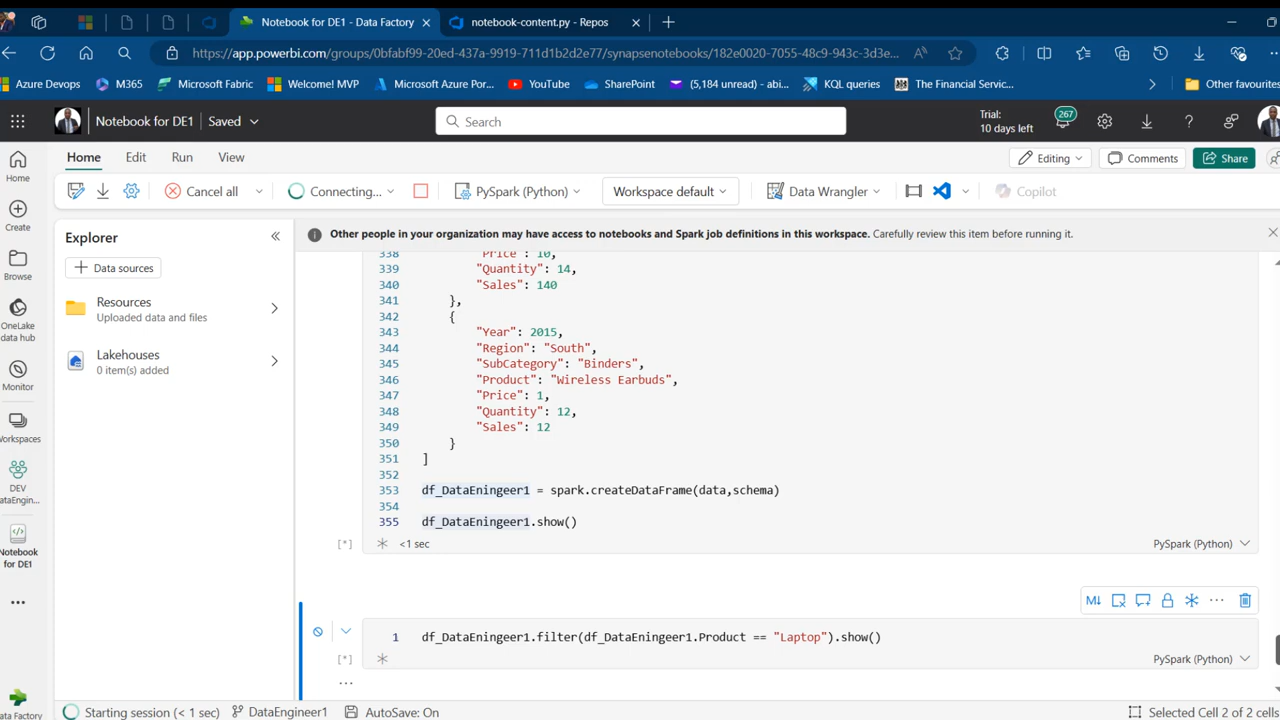 Notebook for DE1 - Data Factory
notebook-content.py - Repos
https://app.powerbi.com/groups/0bfabf99-20ed-437a-9919-711d1b2d2e77/synapsenotebooks/182e0020-7055-48c9-943c-3d3e...
Azure Devops
M365
Microsoft Fabric
Welcome! MVP
Microsoft Azure Por...
YouTube
SharePoint
(5,184 unread) - abi...
KQL queries
The Financial Servic...
Other favourites
Notebook for DE1
Saved
Search
Trial:
10 days left
267
Home
Edit
Run
View
Editing
Comments
Share
Cancel all
Connecting...
PySpark (Python)
Workspace default
Data Wrangler
Copilot
Home
Create
Browse
OneLake
data hub
Monitor
Workspaces
DEV
DataEngin...
Notebook
for DE1
Data Factory
Explorer
Data sources
Resources
Uploaded data and files
Lakehouses
0 item(s) added
Other people in your organization may have access to notebooks and Spark job definitions in this workspace. Carefully review this item before running it.
338 "Price": 10,
339 "Quantity": 14,
340 "Sales": 140
341 },
342 {
343 "Year": 2015,
344 "Region": "South",
345 "SubCategory": "Binders",
346 "Product": "Wireless Earbuds",
347 "Price": 1,
348 "Quantity": 12,
349 "Sales": 12
350 }
351 ]
352
353 df_DataEningeer1 = spark.createDataFrame(data,schema)
354
355 df_DataEningeer1.show()
[*] <1 sec PySpark (Python)
M↓
1 df_DataEningeer1.filter(df_DataEningeer1.Product == "Laptop").show()
[*] PySpark (Python)
Starting session (< 1 sec)
DataEngineer1
AutoSave: On
Selected Cell 2 of 2 cells